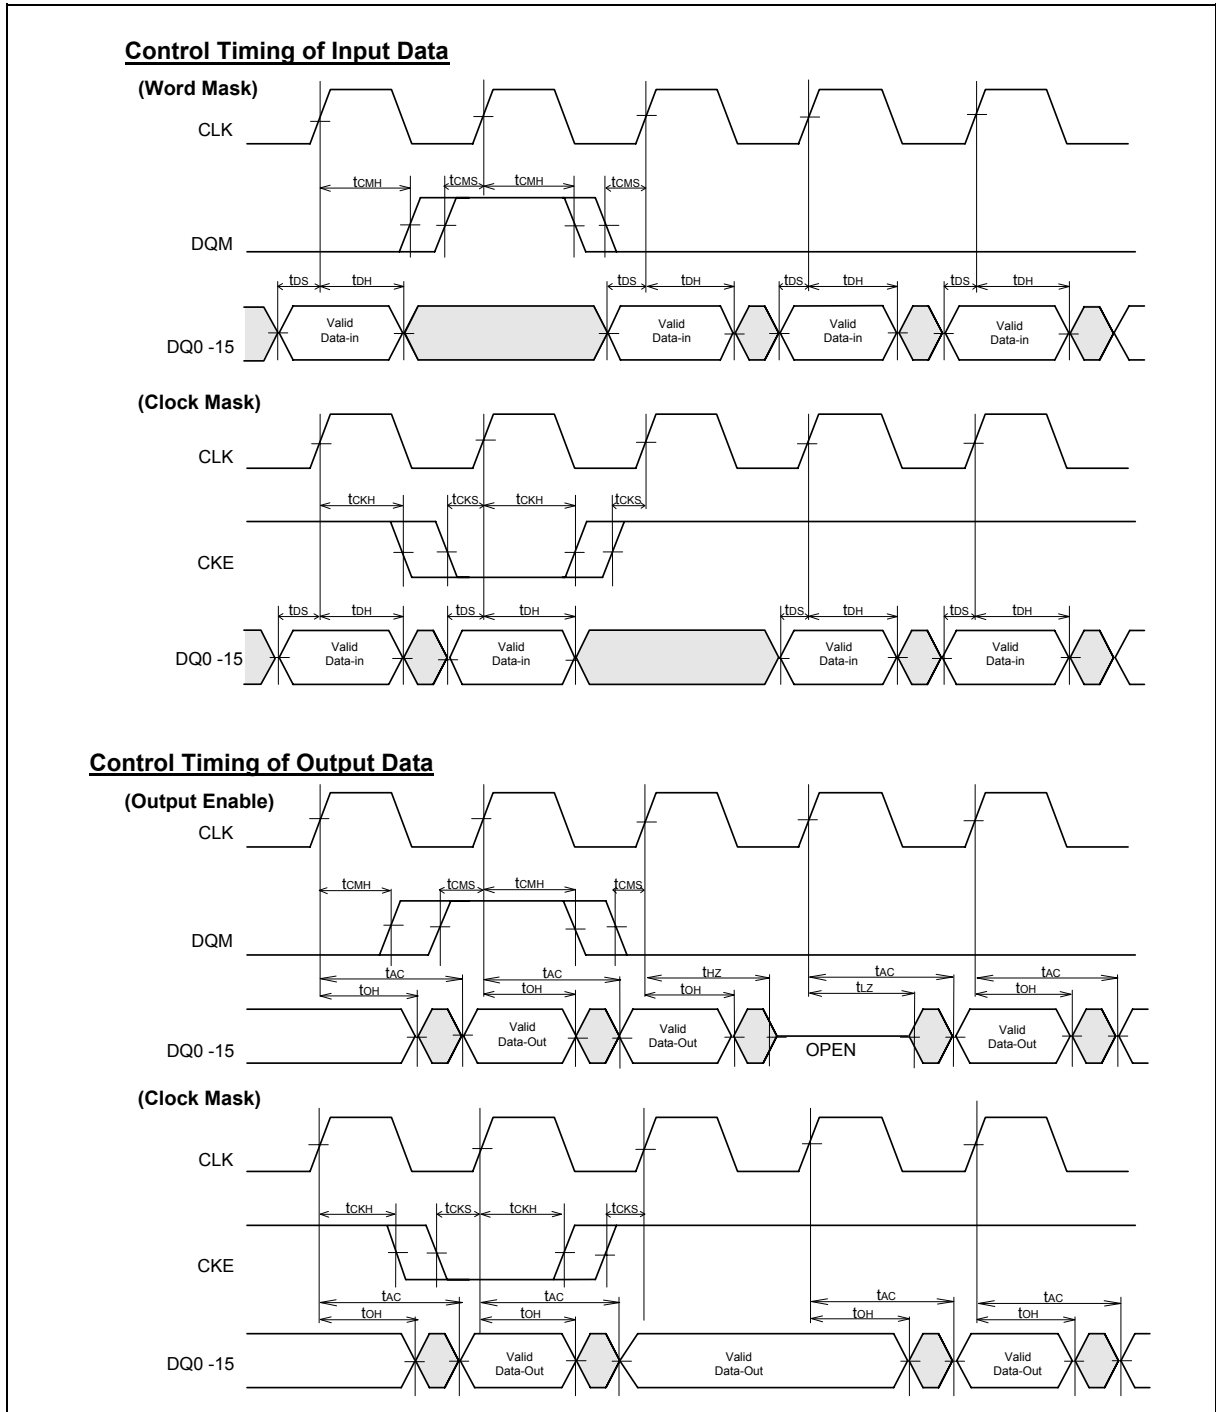 Control Timing of Input Data
(Word Mask)
CLK
tCMH tCMS tCMH tCMS
DQM
tDS tDH tDS tDH tDS tDH tDS tDH
DQ0 -15
Valid Data-in
Valid Data-in
Valid Data-in
Valid Data-in
(Clock Mask)
CLK
tCKH tCKS tCKH tCKS
CKE
tDS tDH tDS tDH tDS tDH tDS tDH
DQ0 -15
Valid Data-in
Valid Data-in
Valid Data-in
Valid Data-in
Control Timing of Output Data
(Output Enable)
CLK
tCMH tCMS tCMH tCMS
DQM
tAC tAC tHZ tAC tAC
tOH tOH tOH tLZ tOH
DQ0 -15
Valid Data-Out
Valid Data-Out
OPEN
Valid Data-Out
(Clock Mask)
CLK
tCKH tCKS tCKH tCKS
CKE
tAC tAC tAC tAC
tOH tOH tOH tOH
DQ0 -15
Valid Data-Out
Valid Data-Out
Valid Data-Out